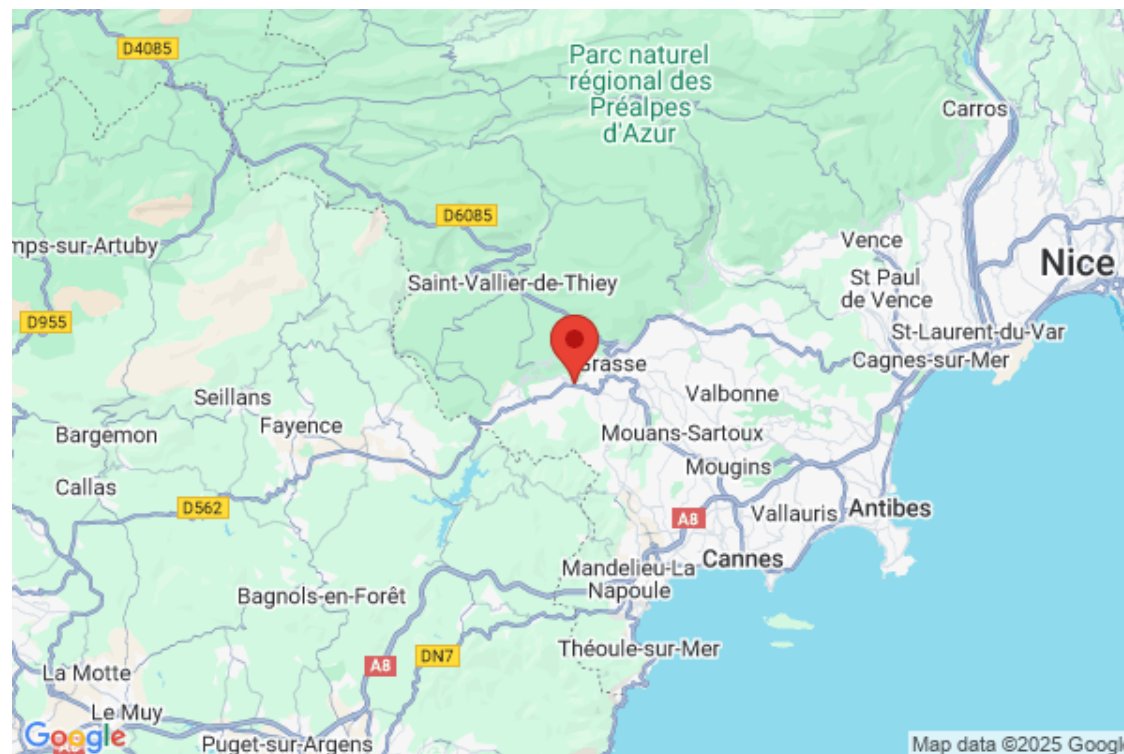 D4085
Parc naturel
régional des
Préalpes
d'Azur
Carros
D6085
mps-sur-Artuby
Vence
Nice
Saint-Vallier-de-Thiey
St Paul
de Vence
D955
St-Laurent-du-Var
Grasse
Cagnes-sur-Mer
Seillans
Valbonne
Fayence
Bargemon
Mouans-Sartoux
Mougins
Callas
D562
A8
Vallauris
Antibes
Cannes
Mandelieu-La
Napoule
Bagnols-en-Forêt
Théoule-sur-Mer
DN7
A8
La Motte
Le Muy
Google
A8
Puget-sur-Argens
Map data ©2025 Google